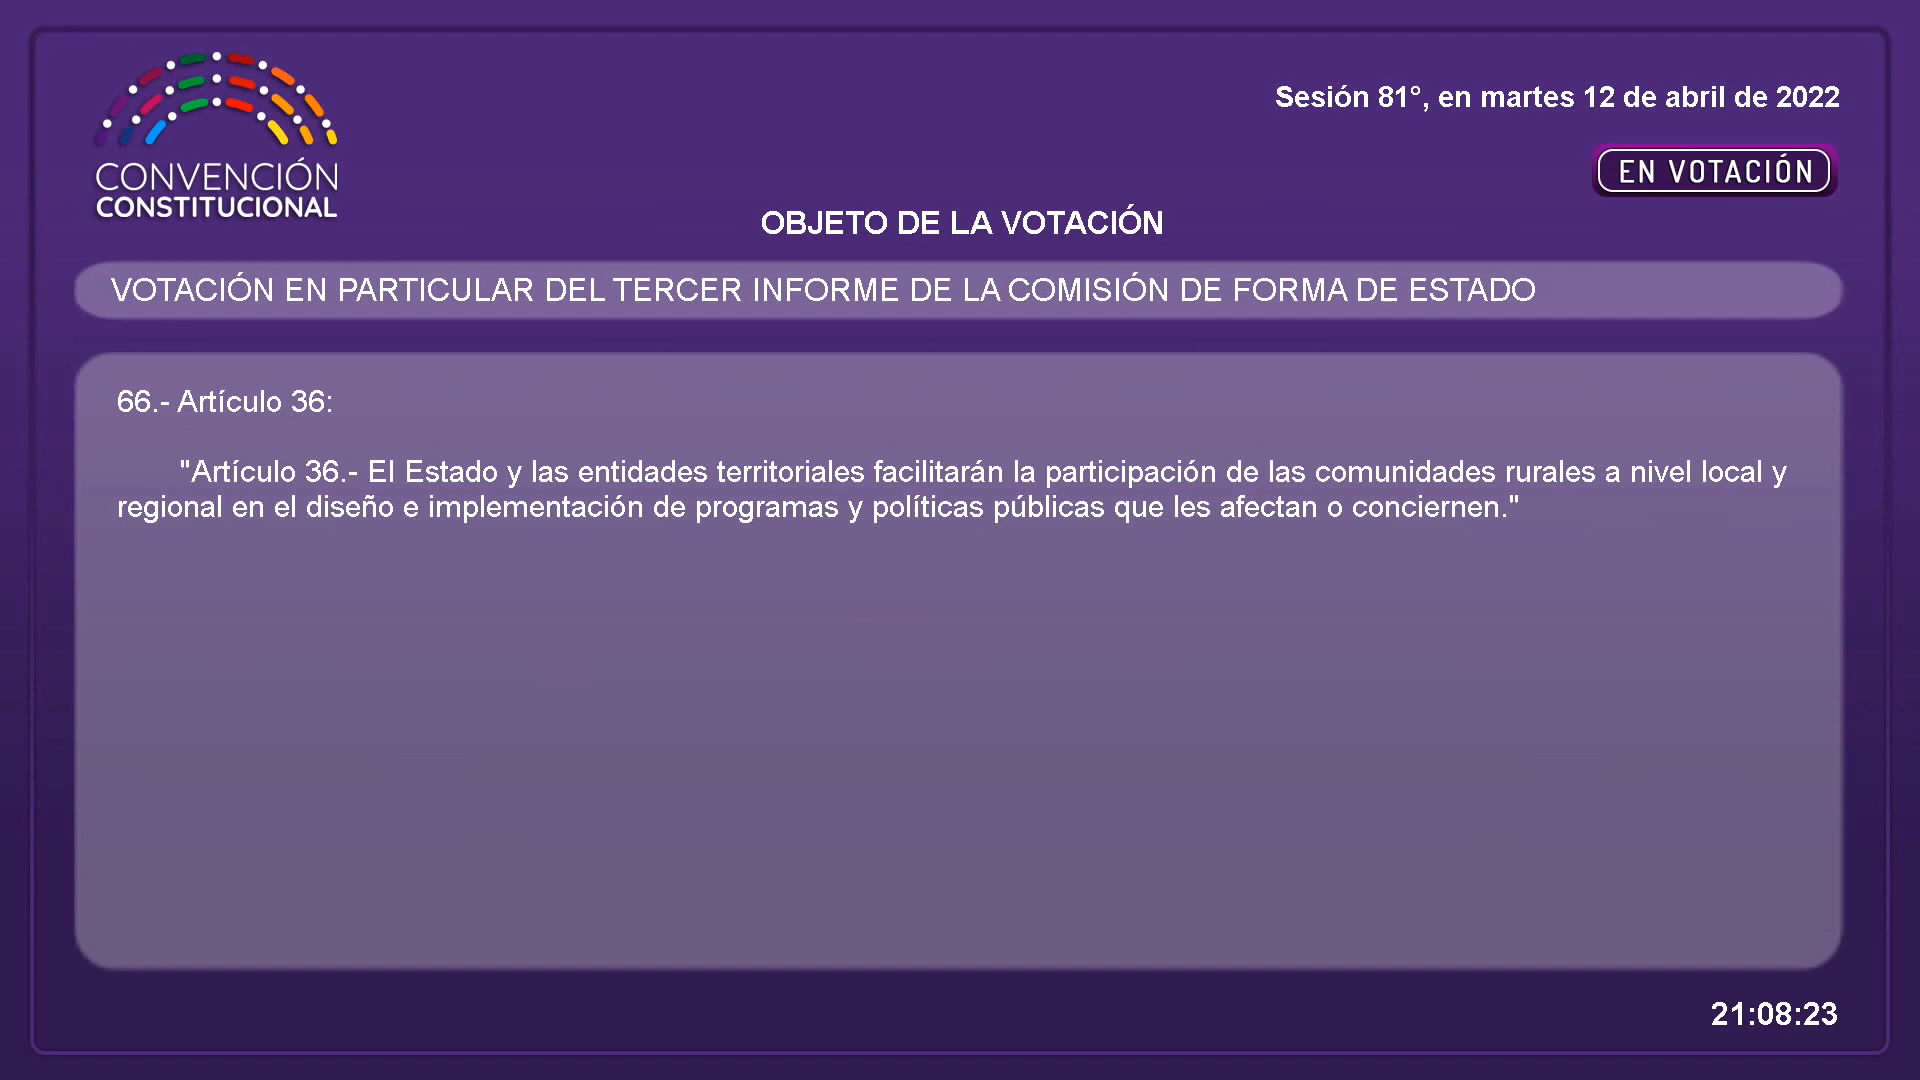 CONVENCIÓN
CONSTITUCIONAL
Sesión 81°, en martes 12 de abril de 2022
EN VOTACIÓN
OBJETO DE LA VOTACIÓN
VOTACIÓN EN PARTICULAR DEL TERCER INFORME DE LA COMISIÓN DE FORMA DE ESTADO
66.- Artículo 36:
"Artículo 36.- El Estado y las entidades territoriales facilitarán la participación de las comunidades rurales a nivel local y
regional en el diseño e implementación de programas y políticas públicas que les afectan o conciernen."
21:08:23